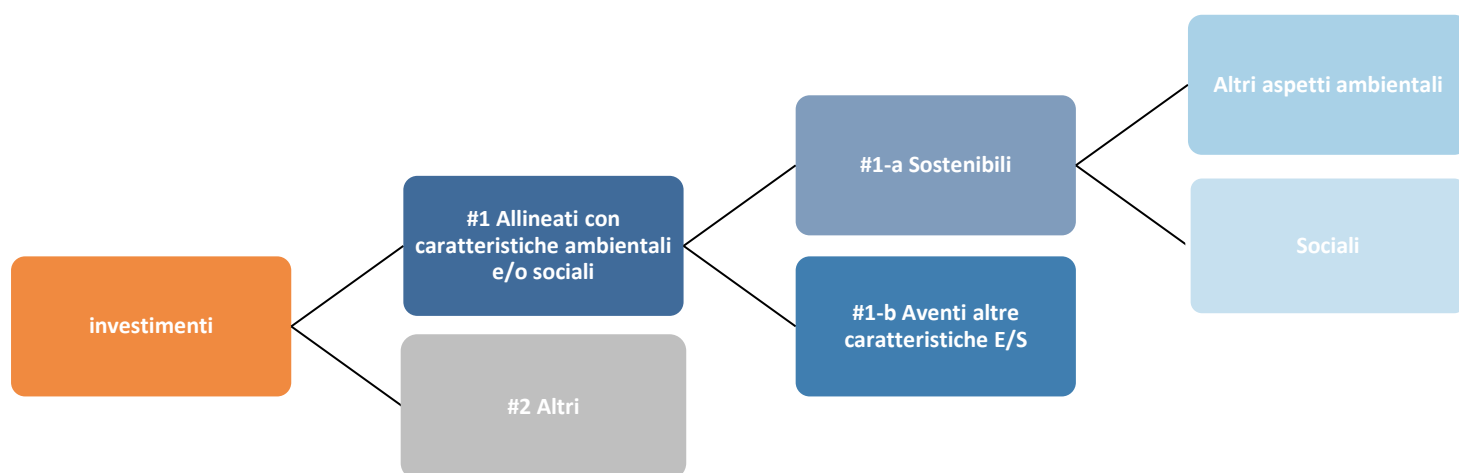 Altri aspetti ambientali
#1-a Sostenibili
#1 Allineati con
caratteristiche ambientali
e/o sociali
Sociali
investimenti
#1-b Aventi altre
caratteristiche E/S
#2 Altri